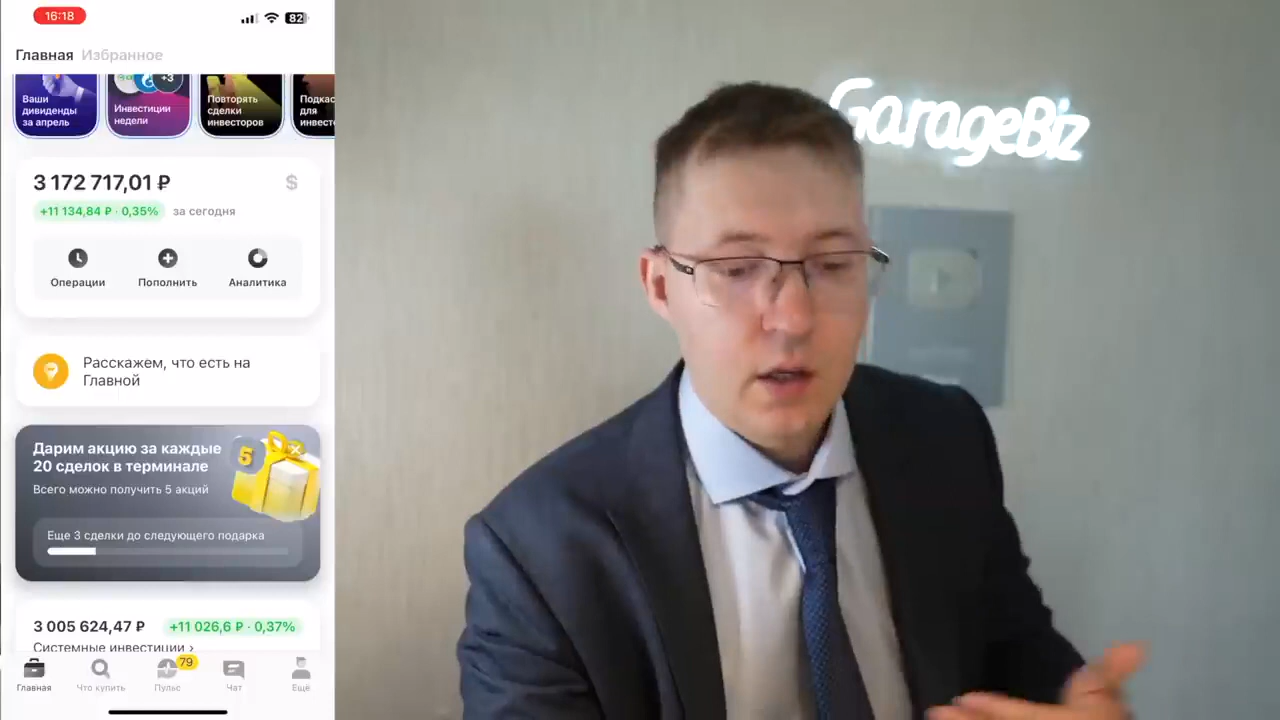 16:18
82
Главная Избранное
Ваши
дивиденды
за апрель
+3
Инвестиции
недели
Повторять
сделки
инвесторов
Подкас
для
инвест
3 172 717,01 ₽
$
+11 134,84 ₽ · 0,35% за сегодня
Операции
Пополнить
Аналитика
Расскажем, что есть на
Главной
Дарим акцию за каждые
20 сделок в терминале
5
Всего можно получить 5 акций
Еще 3 сделки до следующего подарка
3 005 624,47 ₽ +11 026,6 ₽ · 0,37%
Системные инвестиции ›
79
Главная
Что купить
Пульс
Чат
Ещё
GarageBiz